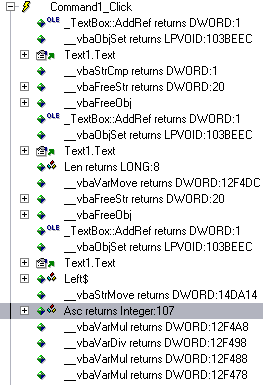 Command1_Click
OLE _TextBox::AddRef returns DWORD:1
__vbaObjSet returns LPVOID:103BEEC
Text1.Text
__vbaStrCmp returns DWORD:1
__vbaFreeStr returns DWORD:20
__vbaFreeObj
OLE _TextBox::AddRef returns DWORD:1
__vbaObjSet returns LPVOID:103BEEC
Text1.Text
Len returns LONG:8
__vbaVarMove returns DWORD:12F4DC
__vbaFreeStr returns DWORD:20
__vbaFreeObj
OLE _TextBox::AddRef returns DWORD:1
__vbaObjSet returns LPVOID:103BEEC
Text1.Text
Left$
__vbaStrMove returns DWORD:14DA14
Asc returns Integer:107
__vbaVarMul returns DWORD:12F4A8
__vbaVarDiv returns DWORD:12F498
__vbaVarMul returns DWORD:12F488
__vbaVarMul returns DWORD:12F478